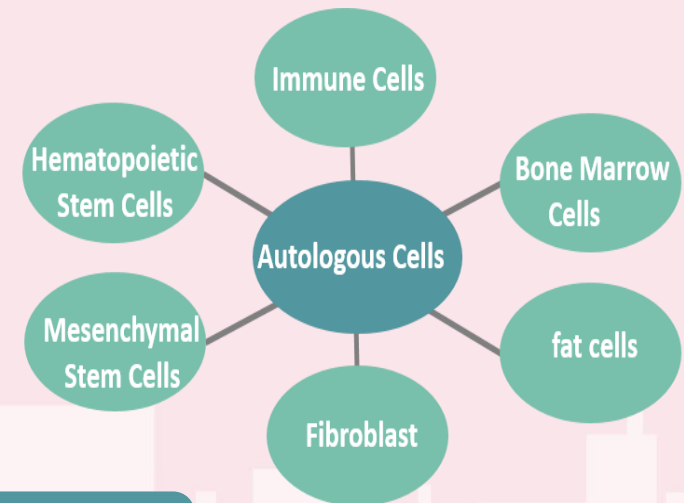 Immune Cells
Hematopoietic
Stem Cells
Bone Marrow
Cells
Autologous Cells
Mesenchymal
Stem Cells
fat cells
Fibroblast